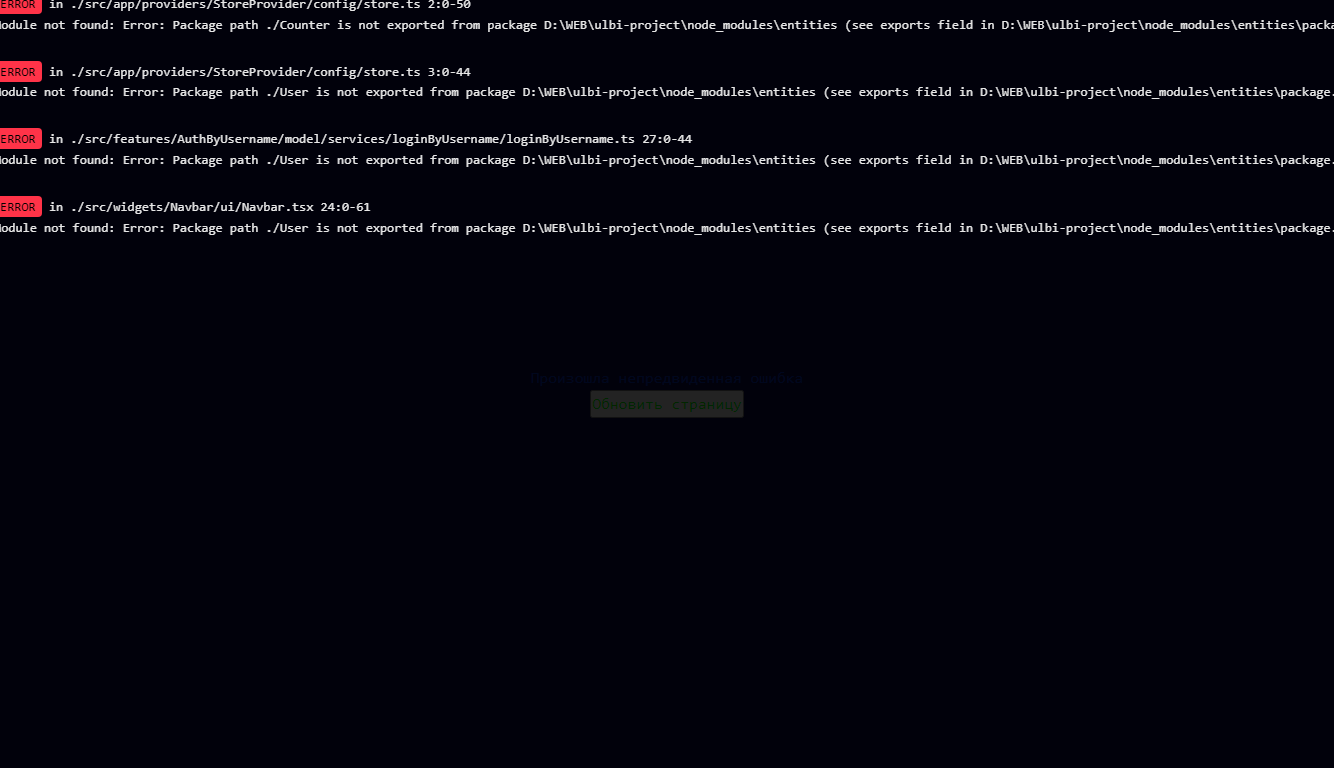 ERROR in ./src/app/providers/StoreProvider/config/store.ts 2:0-50
odule not found: Error: Package path ./Counter is not exported from package D:\WEB\ulbi-project\node_modules\entities (see exports field in D:\WEB\ulbi-project\node_modules\entities\packa
ERROR in ./src/app/providers/StoreProvider/config/store.ts 3:0-44
odule not found: Error: Package path ./User is not exported from package D:\WEB\ulbi-project\node_modules\entities (see exports field in D:\WEB\ulbi-project\node_modules\entities\package.
ERROR in ./src/features/AuthByUsername/model/services/loginByUsername/loginByUsername.ts 27:0-44
odule not found: Error: Package path ./User is not exported from package D:\WEB\ulbi-project\node_modules\entities (see exports field in D:\WEB\ulbi-project\node_modules\entities\package.
ERROR in ./src/widgets/Navbar/ui/Navbar.tsx 24:0-61
odule not found: Error: Package path ./User is not exported from package D:\WEB\ulbi-project\node_modules\entities (see exports field in D:\WEB\ulbi-project\node_modules\entities\package.
Произошла непредвиденная ошибка
Обновить страницу